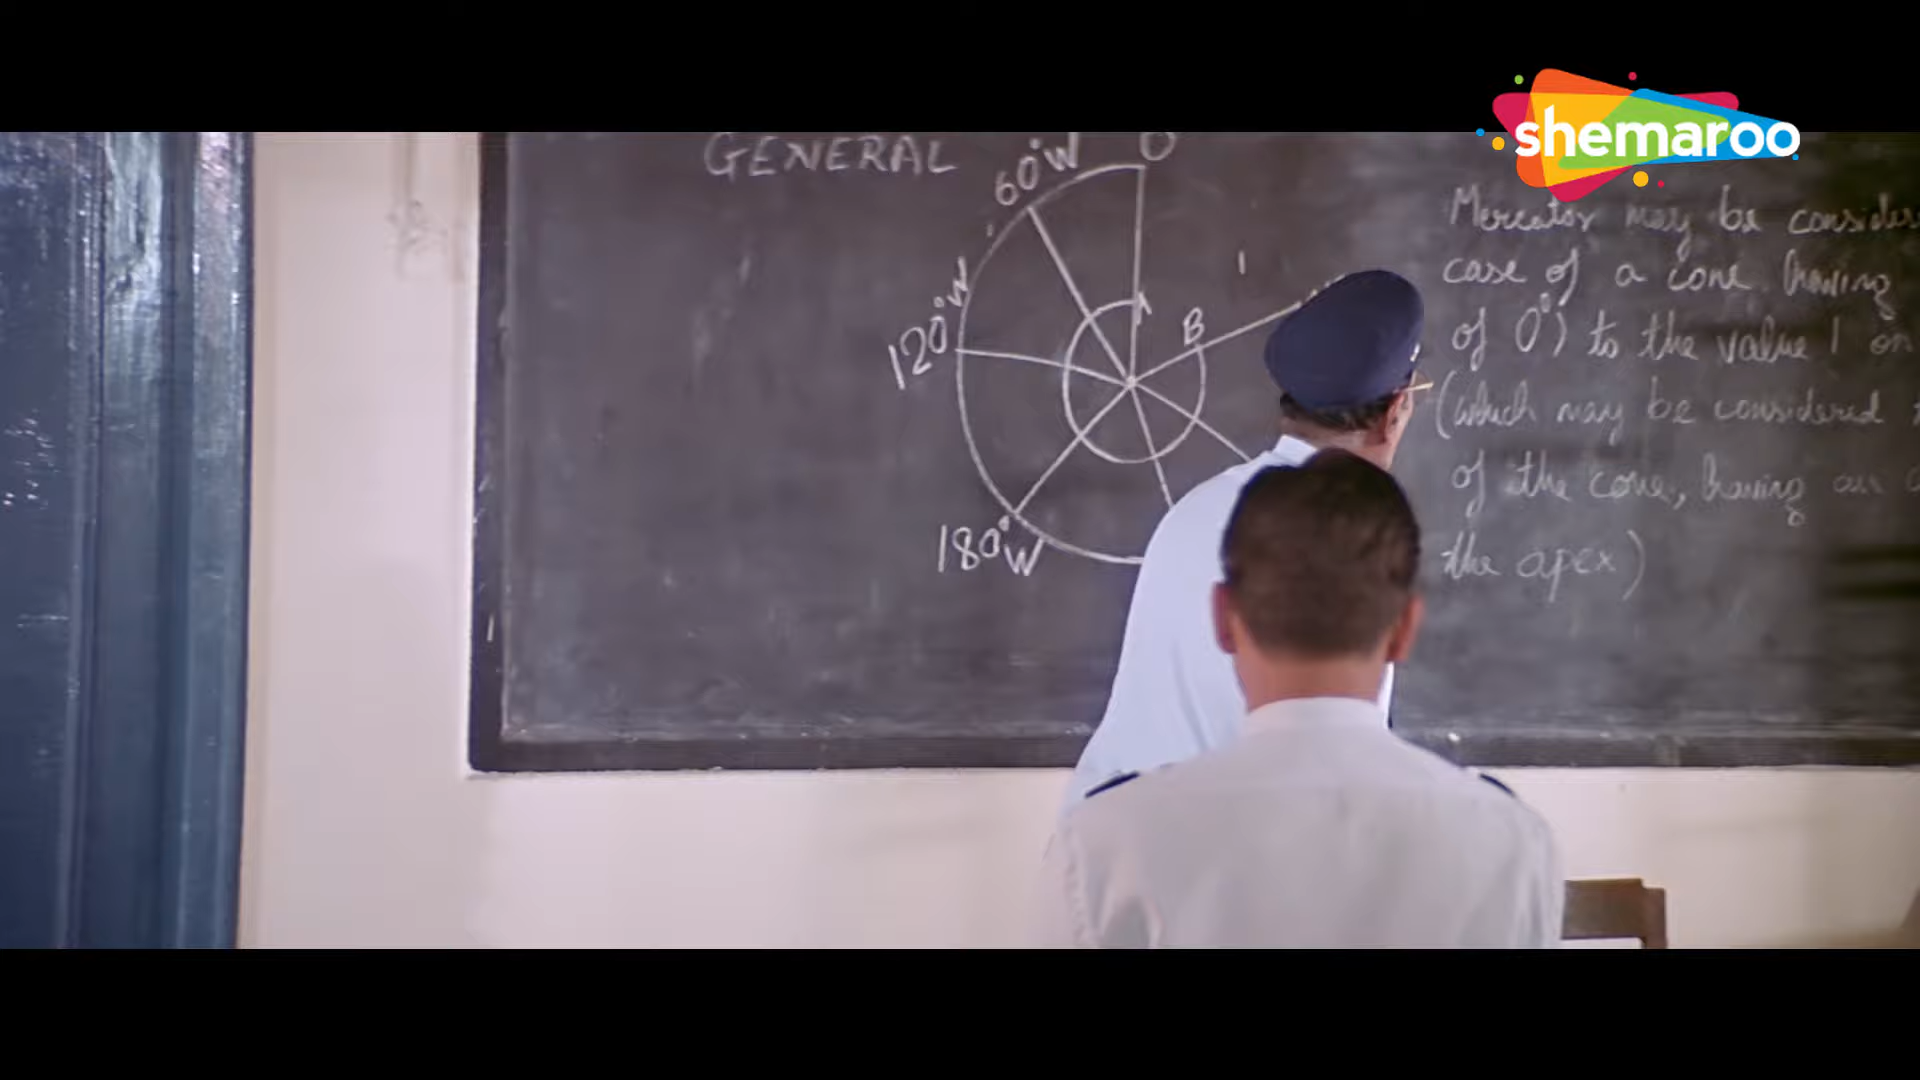 shemaroo
GENERAL
60°W
0
120°W
A
B
180°W
Mercator may be
case of a cone having
of 0°) to the value 1 on
(which may be considered
of the cone, having an
the apex)